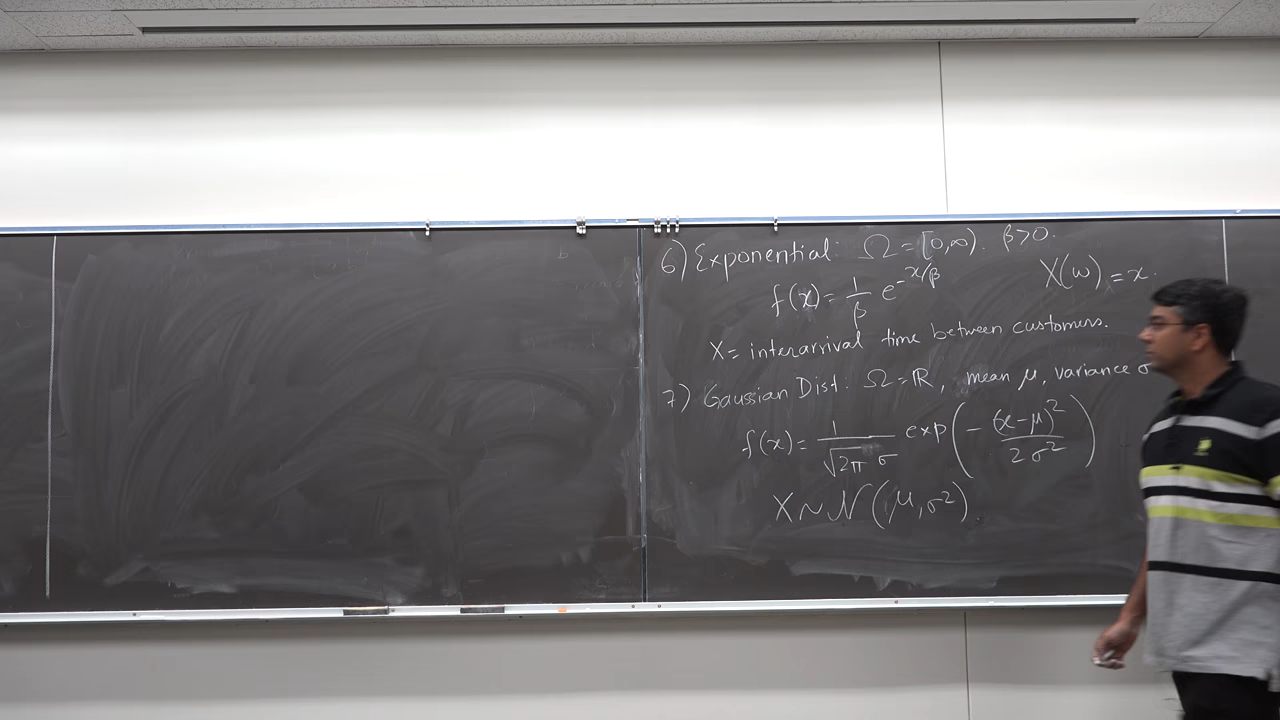 6) Exponential: Ω = [0,∞). β>0.
X(ω) = x.
f(x) = 1/β e^{-x/β}
X = interarrival time between customers.
7) Gaussian Dist: Ω = ℝ, mean μ, variance σ
f(x) = 1/(√2π σ) exp(-(x-μ)²/2σ²)
X ~ N(μ, σ²)